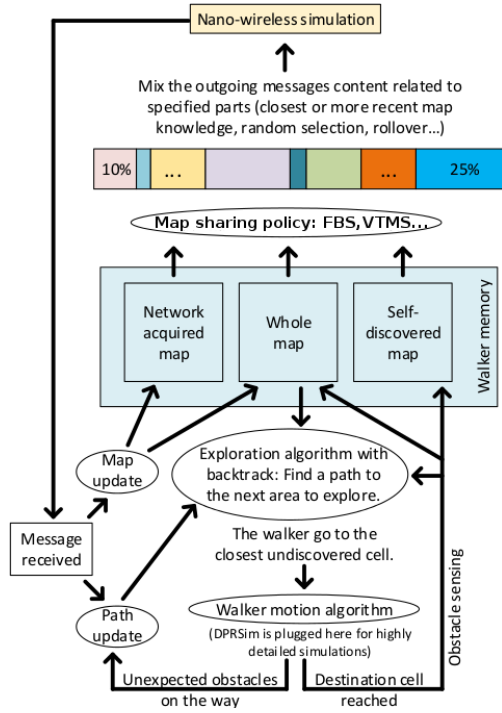 Nano-wireless simulation
Mix the outgoing messages content related to
specified parts (closest or more recent map
knowledge, random selection, rollover...)
10%
...
...
25%
Map sharing policy: FBS,VTMS...
Network
acquired
map
Whole
map
Self-
discovered
map
Walker memory
Map
update
Exploration algorithm with
backtrack: Find a path to
the next area to explore.
Message
received
The walker go to the
closest undiscovered cell.
Path
update
Walker motion algorithm
(DPRSim is plugged here for highly
detailed simulations)
Obstacle sensing
Unexpected obstacles
on the way
Destination cell
reached